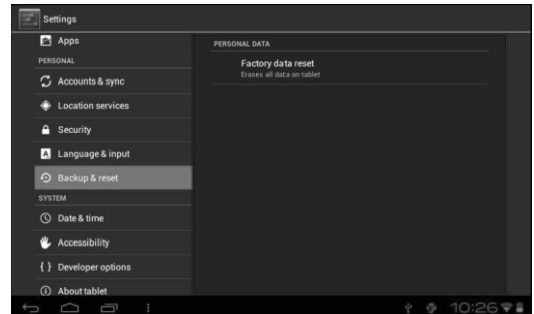 Settings
Apps
PERSONAL
Accounts & sync
Location services
Security
Language & input
Backup & reset
SYSTEM
Date & time
Accessibility
{ } Developer options
About tablet
PERSONAL DATA
Factory data reset
Erases all data on tablet
10:26